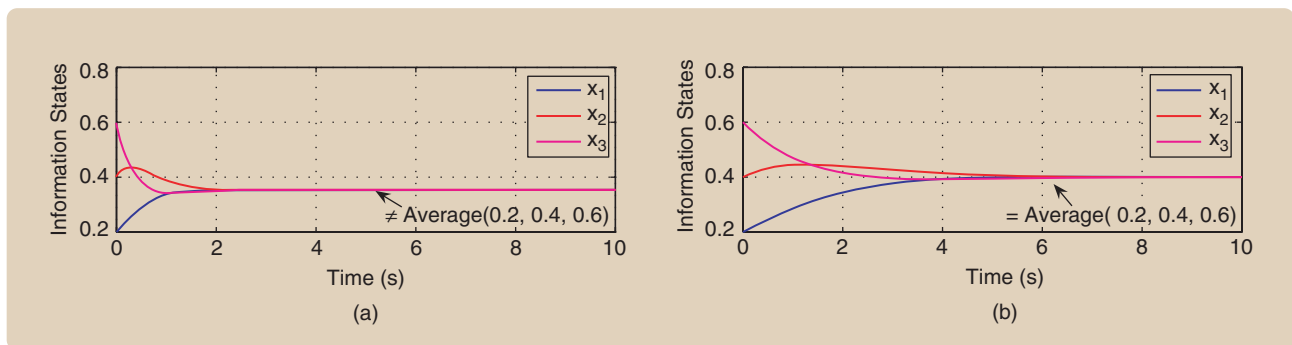 Information States
0.8
0.6
0.4
0.2
x1
x2
x3
≠ Average(0.2, 0.4, 0.6)
0 2 4 6 8 10
Time (s)
(a)
Information States
0.8
0.6
0.4
0.2
x1
x2
x3
= Average( 0.2, 0.4, 0.6)
0 2 4 6 8 10
Time (s)
(b)